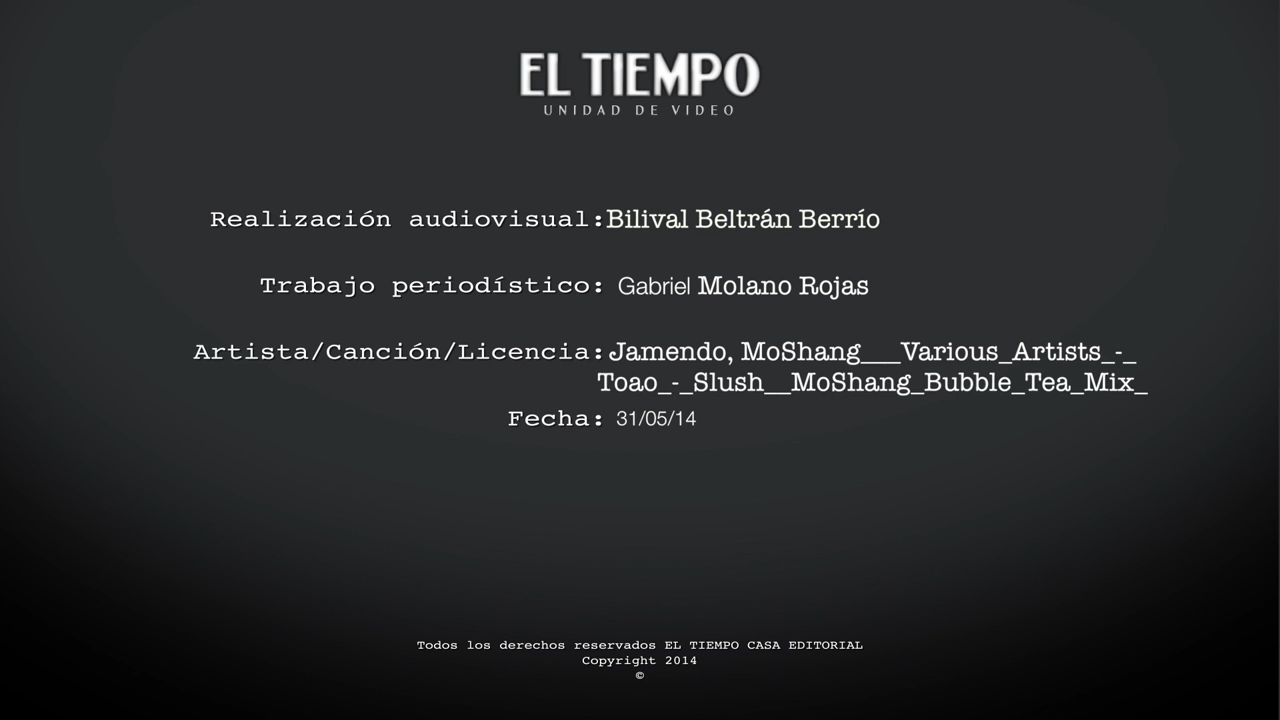 EL TIEMPO
UNIDAD DE VIDEO
Realización audiovisual: Bilival Beltrán Berrío
Trabajo periodístico: Gabriel Molano Rojas
Artista/Canción/Licencia: Jamendo, MoShang___Various_Artists_-_
Toao_-_Slush__MoShang_Bubble_Tea_Mix_
Fecha: 31/05/14
Todos los derechos reservados EL TIEMPO CASA EDITORIAL
Copyright 2014
©